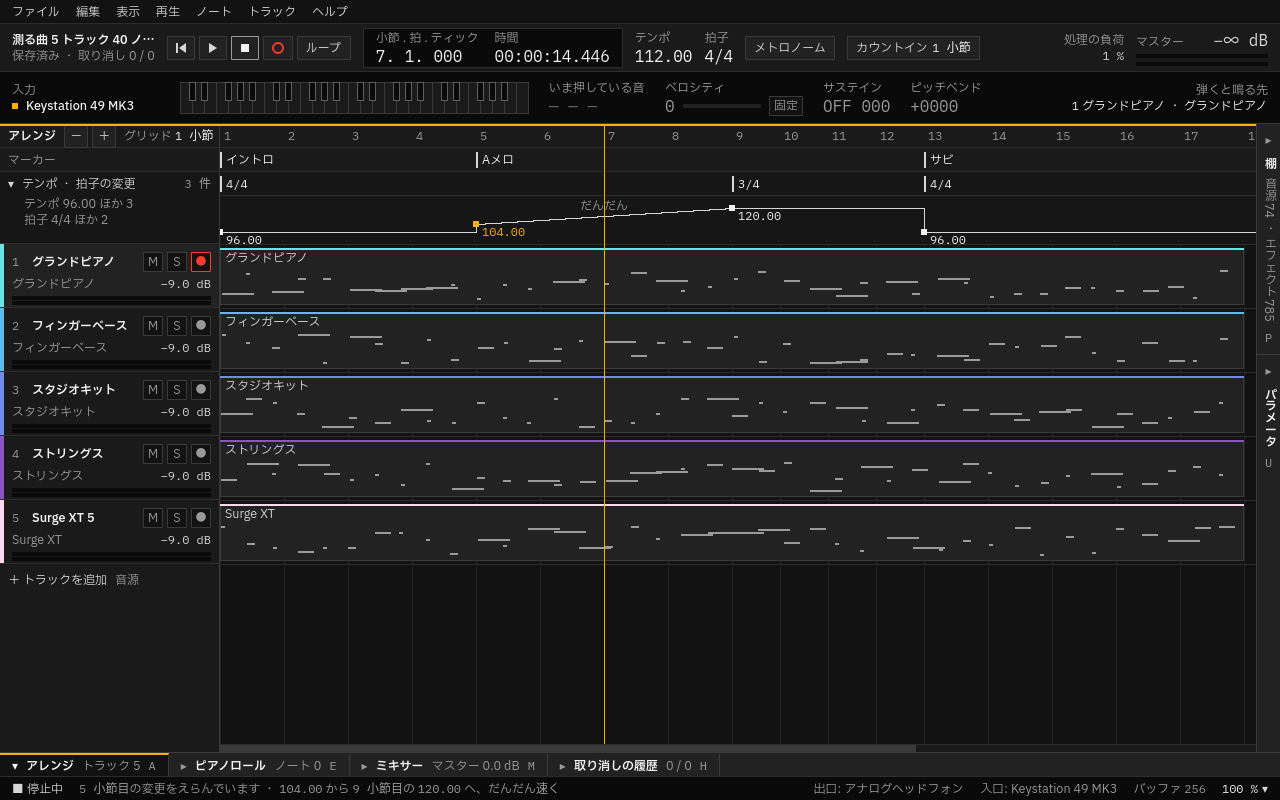 ファイル 編集 表示 再生 ノート トラック ヘルプ
測る曲 5 トラック 40 ノ…
保存済み ・ 取り消し 0 / 0
ループ
小節 . 拍 . ティック 時間
7. 1. 000 00:00:14.446
テンポ 拍子
112.00 4/4
メトロノーム
カウントイン 1 小節
処理の負荷
1 %
マスター −∞ dB
入力
Keystation 49 MK3
いま押している音
— — —
ベロシティ
0 固定
サステイン
OFF 000
ピッチベンド
+0000
弾くと鳴る先
1 グランドピアノ ・ グランドピアノ
アレンジ − + グリッド 1 小節
1 2 3 4 5 6 7 8 9 10 11 12 13 14 15 16 17
マーカー
イントロ Aメロ サビ
▼ テンポ ・ 拍子の変更 3 件
4/4 3/4 4/4
テンポ 96.00 ほか 3
拍子 4/4 ほか 2
だんだん
96.00 104.00 120.00 96.00
1 グランドピアノ M S
グランドピアノ −9.0 dB
グランドピアノ
2 フィンガーベース M S
フィンガーベース −9.0 dB
フィンガーベース
3 スタジオキット M S
スタジオキット −9.0 dB
スタジオキット
4 ストリングス M S
ストリングス −9.0 dB
ストリングス
5 Surge XT 5 M S
Surge XT −9.0 dB
Surge XT
+ トラックを追加 音源
棚 音源 74 ・ エフェクト 785 P
パラメータ U
▼ アレンジ トラック 5 A
▶ ピアノロール ノート 0 E
▶ ミキサー マスター 0.0 dB M
▶ 取り消しの履歴 0 / 0 H
■ 停止中 5 小節目の変更をえらんでいます ・ 104.00 から 9 小節目の 120.00 へ、だんだん速く
出口: アナログヘッドフォン 入口: Keystation 49 MK3 バッファ 256 100 % ▼